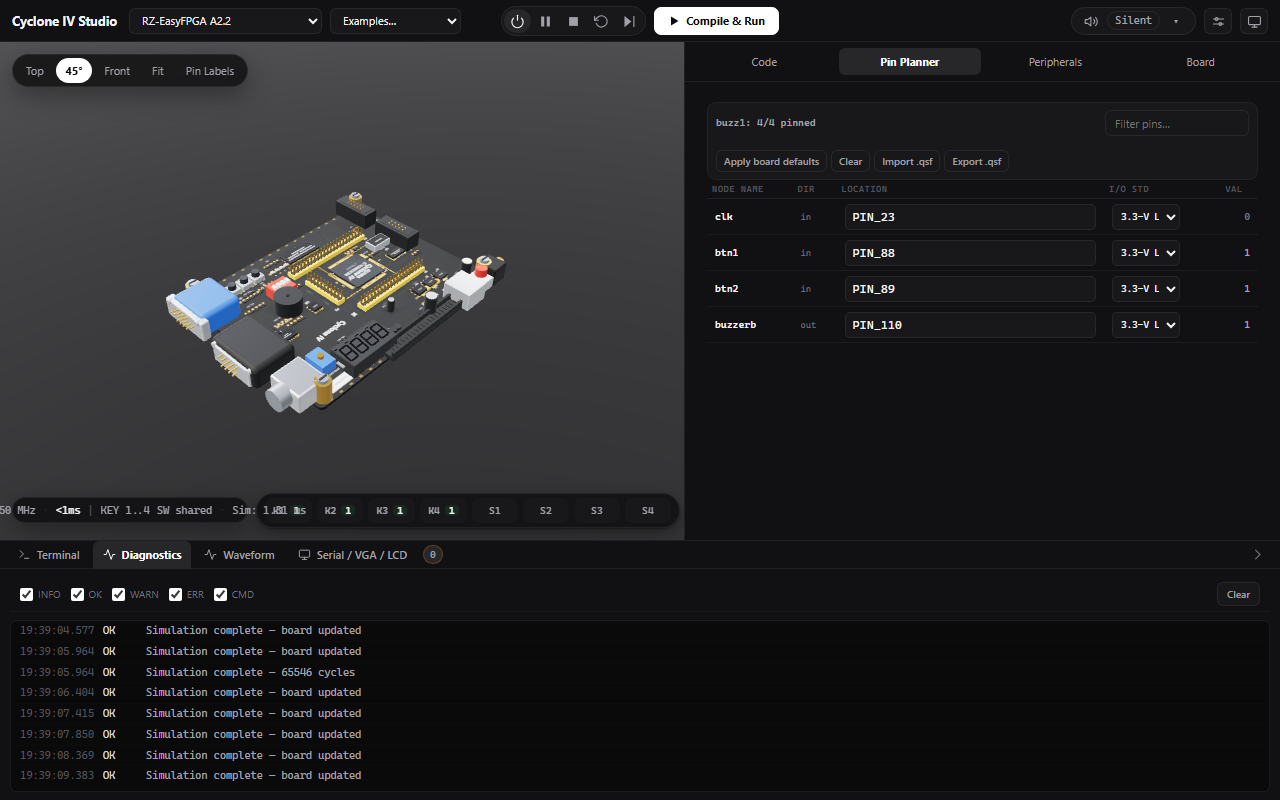 Cyclone IV Studio RZ-EasyFPGA A2.2 Examples... Compile & Run Silent
Top 45° Front Fit Pin Labels
Code Pin Planner Peripherals Board
buzz1: 4/4 pinned Filter pins...
Apply board defaults Clear Import .qsf Export .qsf
NODE NAME DIR LOCATION I/O STD VAL
clk in PIN_23 3.3-V L 0
btn1 in PIN_88 3.3-V L 1
btn2 in PIN_89 3.3-V L 1
buzzerb out PIN_110 3.3-V L 1
Cyclone IV
50 MHz · <1ms | KEY 1..4 SW shared · Sim: 1.31 ms
K1 1 K2 1 K3 1 K4 1 S1 S2 S3 S4
Terminal Diagnostics Waveform Serial / VGA / LCD 0
INFO OK WARN ERR CMD Clear
19:39:04.577 OK Simulation complete — board updated
19:39:05.964 OK Simulation complete — board updated
19:39:05.964 OK Simulation complete — 65546 cycles
19:39:06.404 OK Simulation complete — board updated
19:39:07.415 OK Simulation complete — board updated
19:39:07.850 OK Simulation complete — board updated
19:39:08.369 OK Simulation complete — board updated
19:39:09.383 OK Simulation complete — board updated